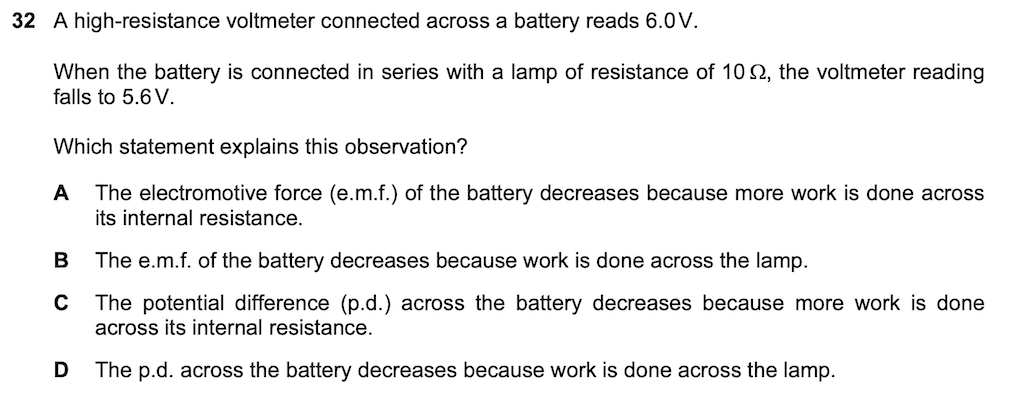 32 A high-resistance voltmeter connected across a battery reads 6.0 V.
When the battery is connected in series with a lamp of resistance of 10 Ω, the voltmeter reading
falls to 5.6 V.
Which statement explains this observation?
A The electromotive force (e.m.f.) of the battery decreases because more work is done across
its internal resistance.
B The e.m.f. of the battery decreases because work is done across the lamp.
C The potential difference (p.d.) across the battery decreases because more work is done
across its internal resistance.
D The p.d. across the battery decreases because work is done across the lamp.